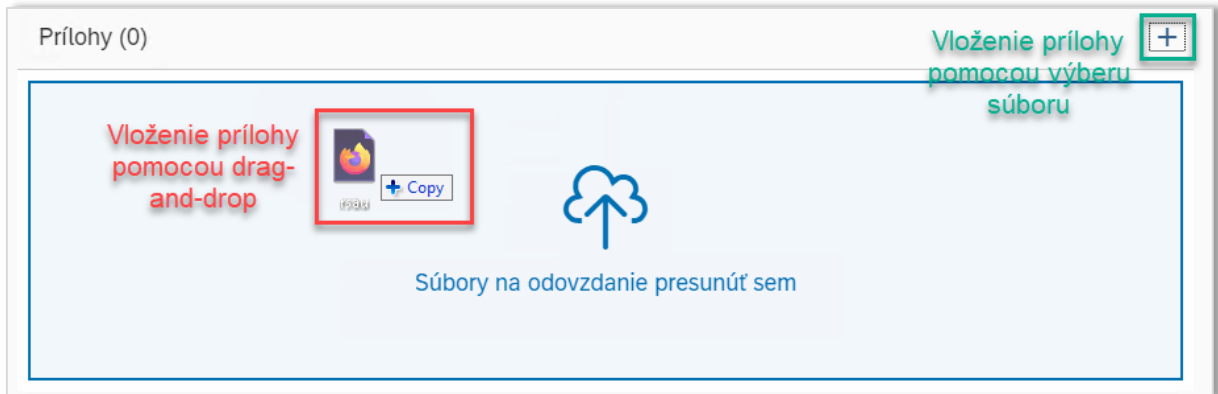 Prílohy (0)
Vloženie prílohy
pomocou výberu
súboru
+
Vloženie prílohy
pomocou drag-
and-drop
Copy
rsau
Súbory na odovzdanie presunúť sem